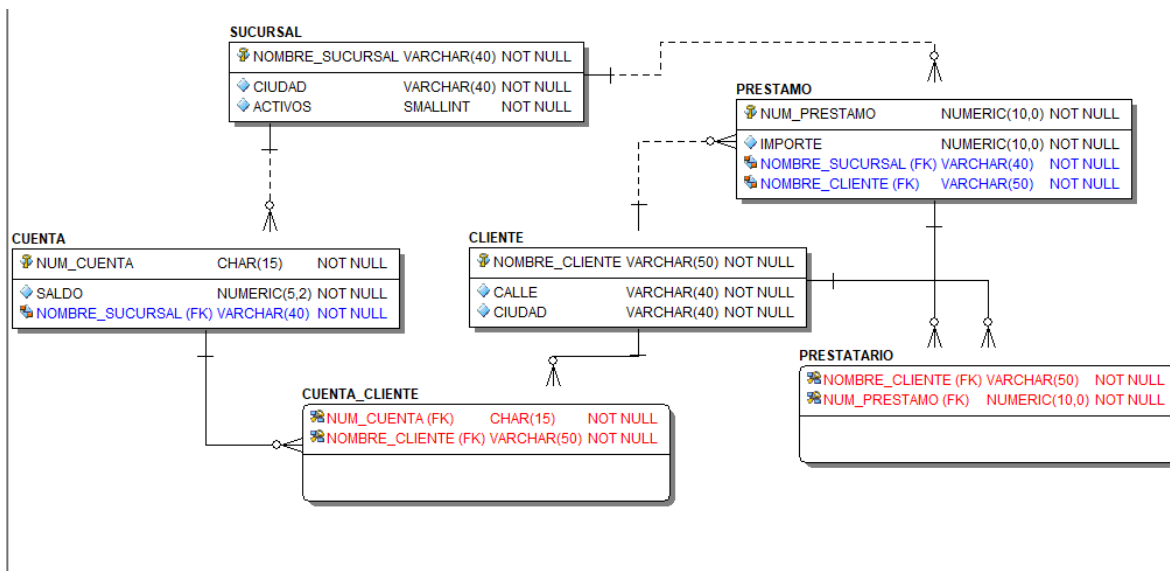 SUCURSAL
NOMBRE_SUCURSAL VARCHAR(40) NOT NULL
CIUDAD VARCHAR(40) NOT NULL
ACTIVOS SMALLINT NOT NULL
PRESTAMO
NUM_PRESTAMO NUMERIC(10,0) NOT NULL
IMPORTE NUMERIC(10,0) NOT NULL
NOMBRE_SUCURSAL (FK) VARCHAR(40) NOT NULL
NOMBRE_CLIENTE (FK) VARCHAR(50) NOT NULL
CUENTA
NUM_CUENTA CHAR(15) NOT NULL
SALDO NUMERIC(5,2) NOT NULL
NOMBRE_SUCURSAL (FK) VARCHAR(40) NOT NULL
CLIENTE
NOMBRE_CLIENTE VARCHAR(50) NOT NULL
CALLE VARCHAR(40) NOT NULL
CIUDAD VARCHAR(40) NOT NULL
PRESTATARIO
NOMBRE_CLIENTE (FK) VARCHAR(50) NOT NULL
NUM_PRESTAMO (FK) NUMERIC(10,0) NOT NULL
CUENTA_CLIENTE
NUM_CUENTA (FK) CHAR(15) NOT NULL
NOMBRE_CLIENTE (FK) VARCHAR(50) NOT NULL